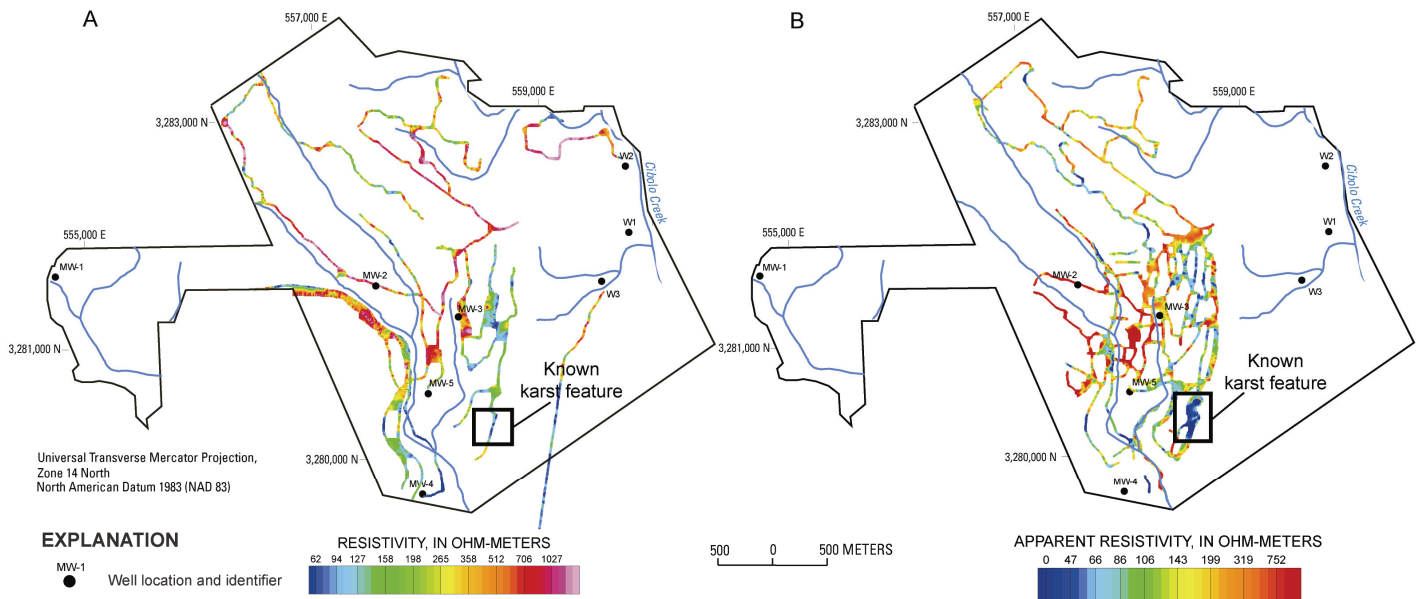 A
557,000 E
559,000 E
3,283,000 N
W2
Cibolo Creek
W1
555,000 E
MW-1
MW-2
W3
MW-3
3,281,000 N
Known
karst feature
MW-5
3,280,000 N
MW-4
Universal Transverse Mercator Projection,
Zone 14 North
North American Datum 1983 (NAD 83)
B
557,000 E
559,000 E
3,283,000 N
W2
Cibolo Creek
W1
555,000 E
MW-1
MW-2
W3
MW-3
3,281,000 N
Known
karst feature
MW-5
3,280,000 N
MW-4
EXPLANATION
MW-1
Well location and identifier
RESISTIVITY, IN OHM-METERS
62 94 127 158 198 265 358 512 706 1027
500 0 500 METERS
APPARENT RESISTIVITY, IN OHM-METERS
0 47 66 86 106 143 199 319 752